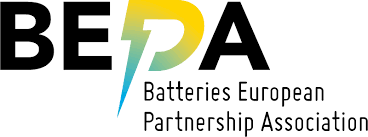 BEPA
Batteries European
Partnership Association